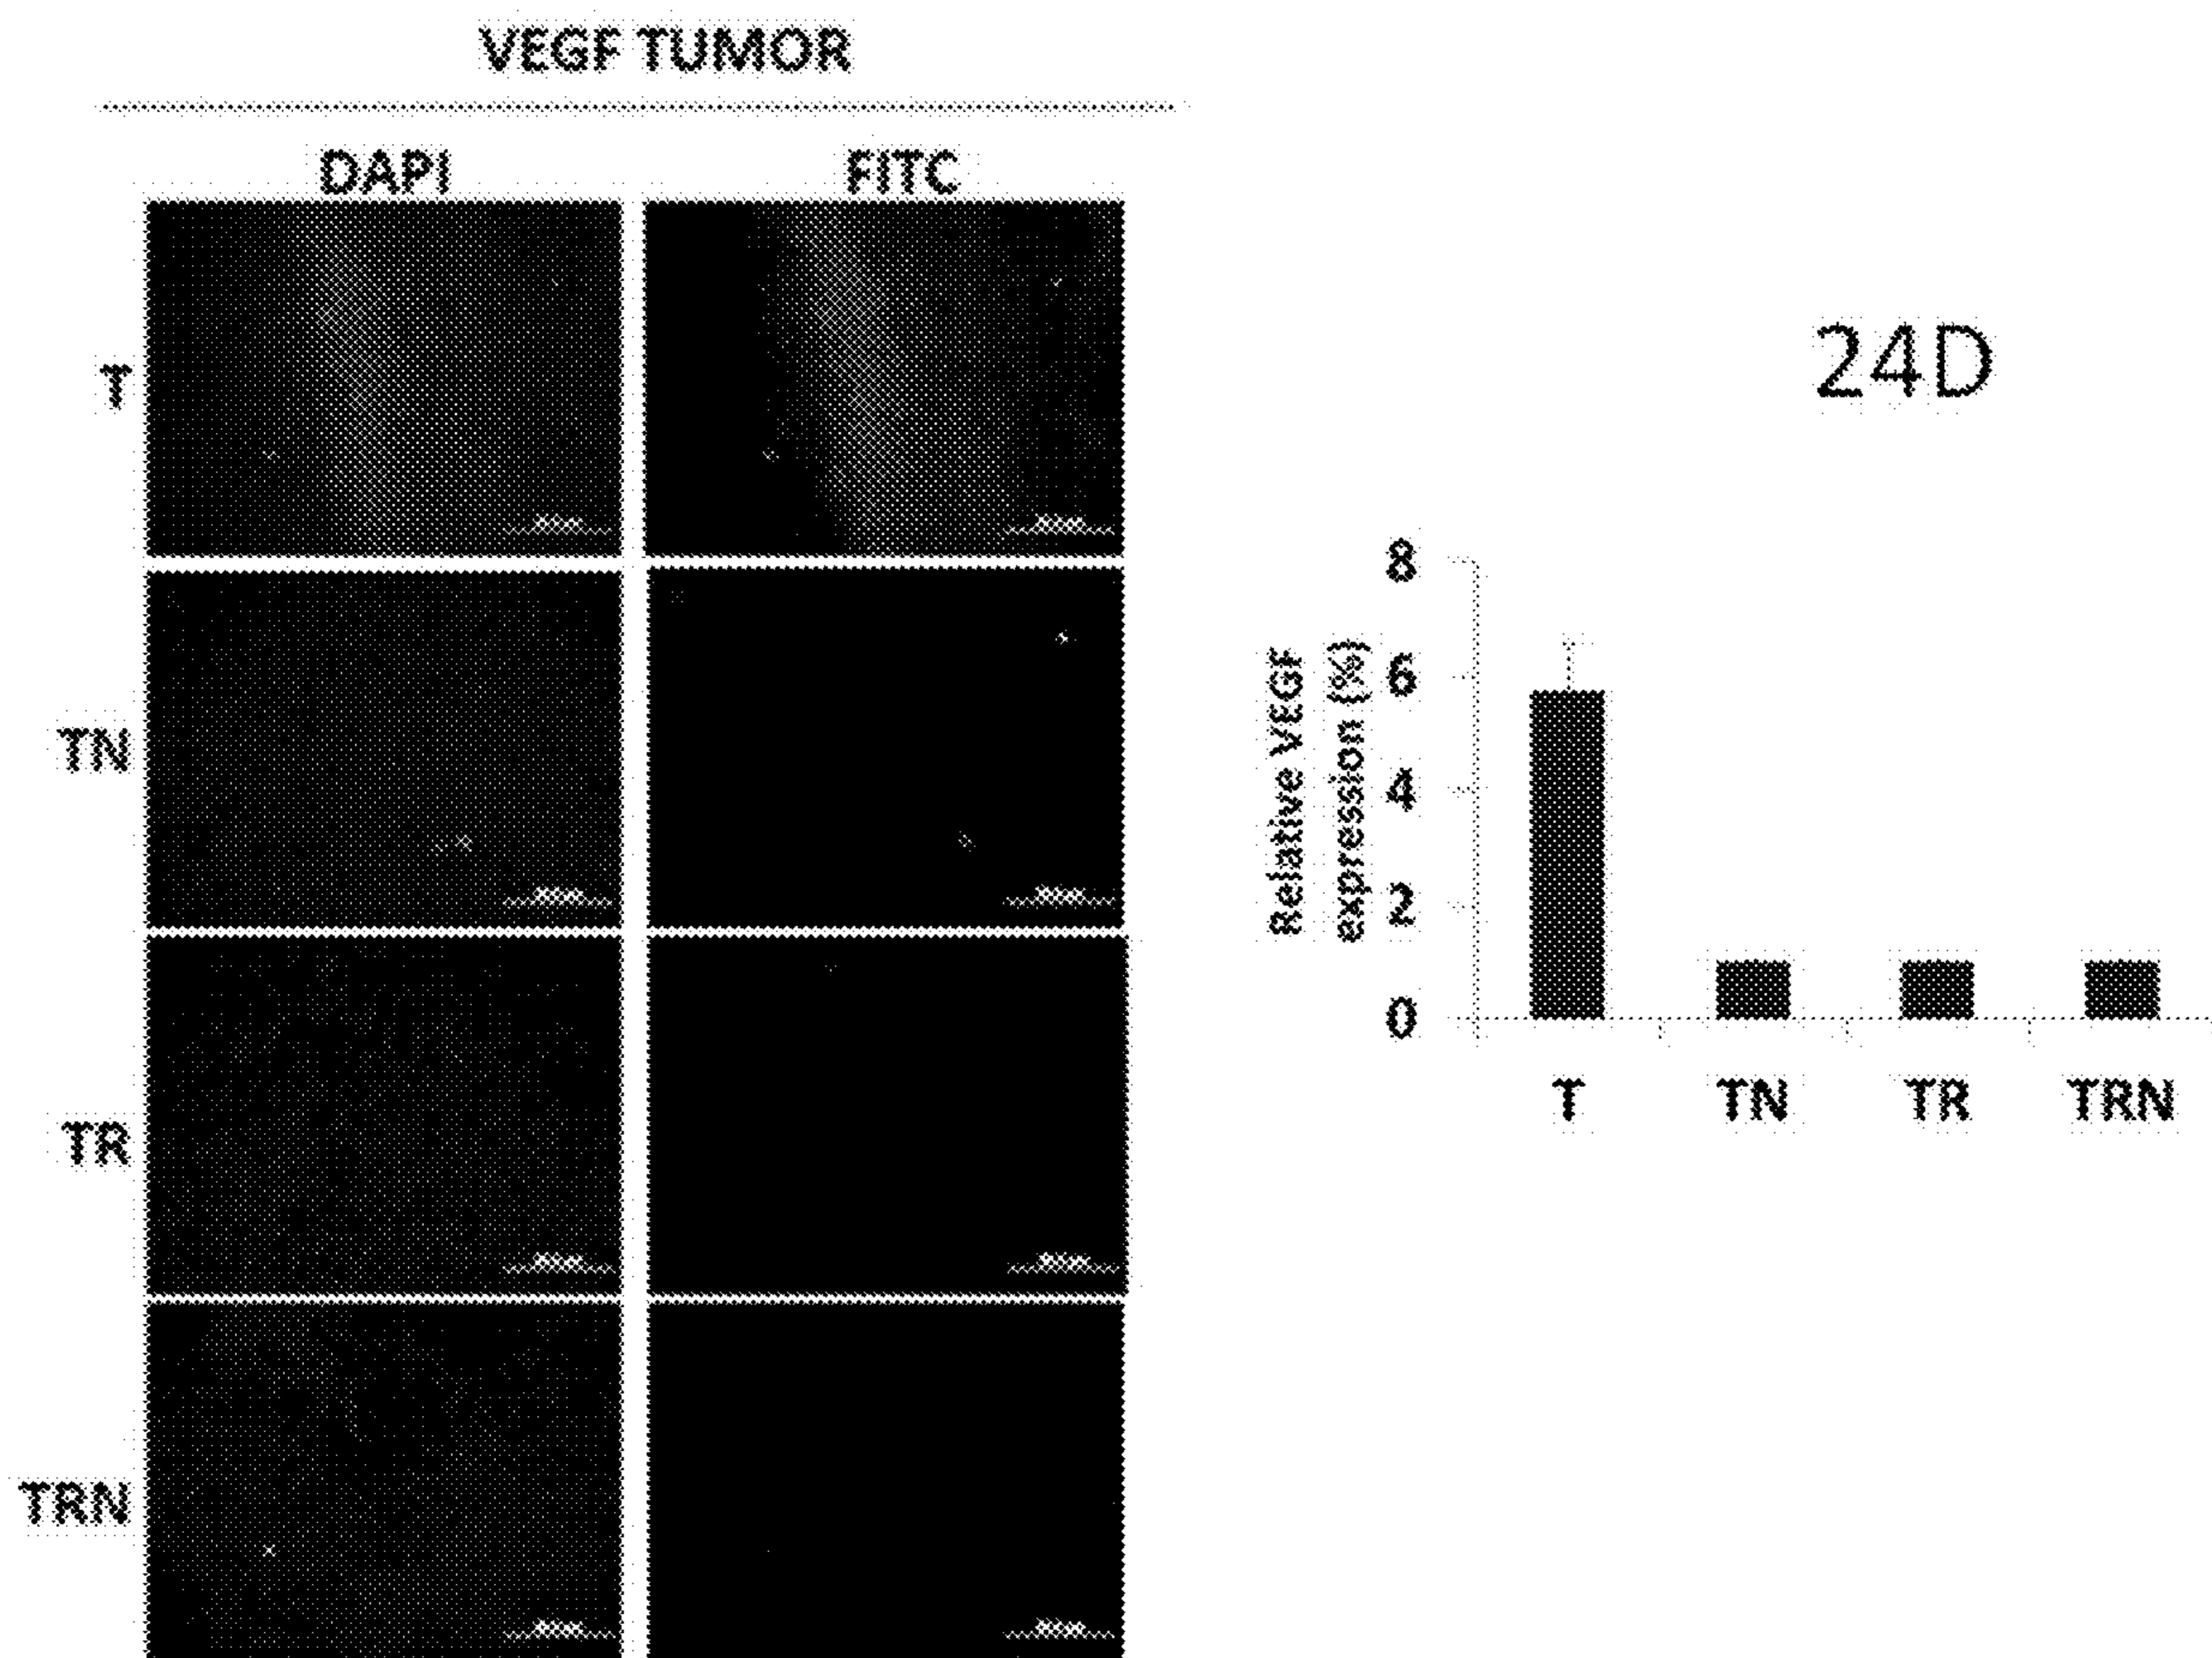 VEGF TUMOR
DAPI FITC
T
TN
TR
TRN
24D
Relative VEGF
expression (%)
8
6
4
2
0
T TN TR TRN